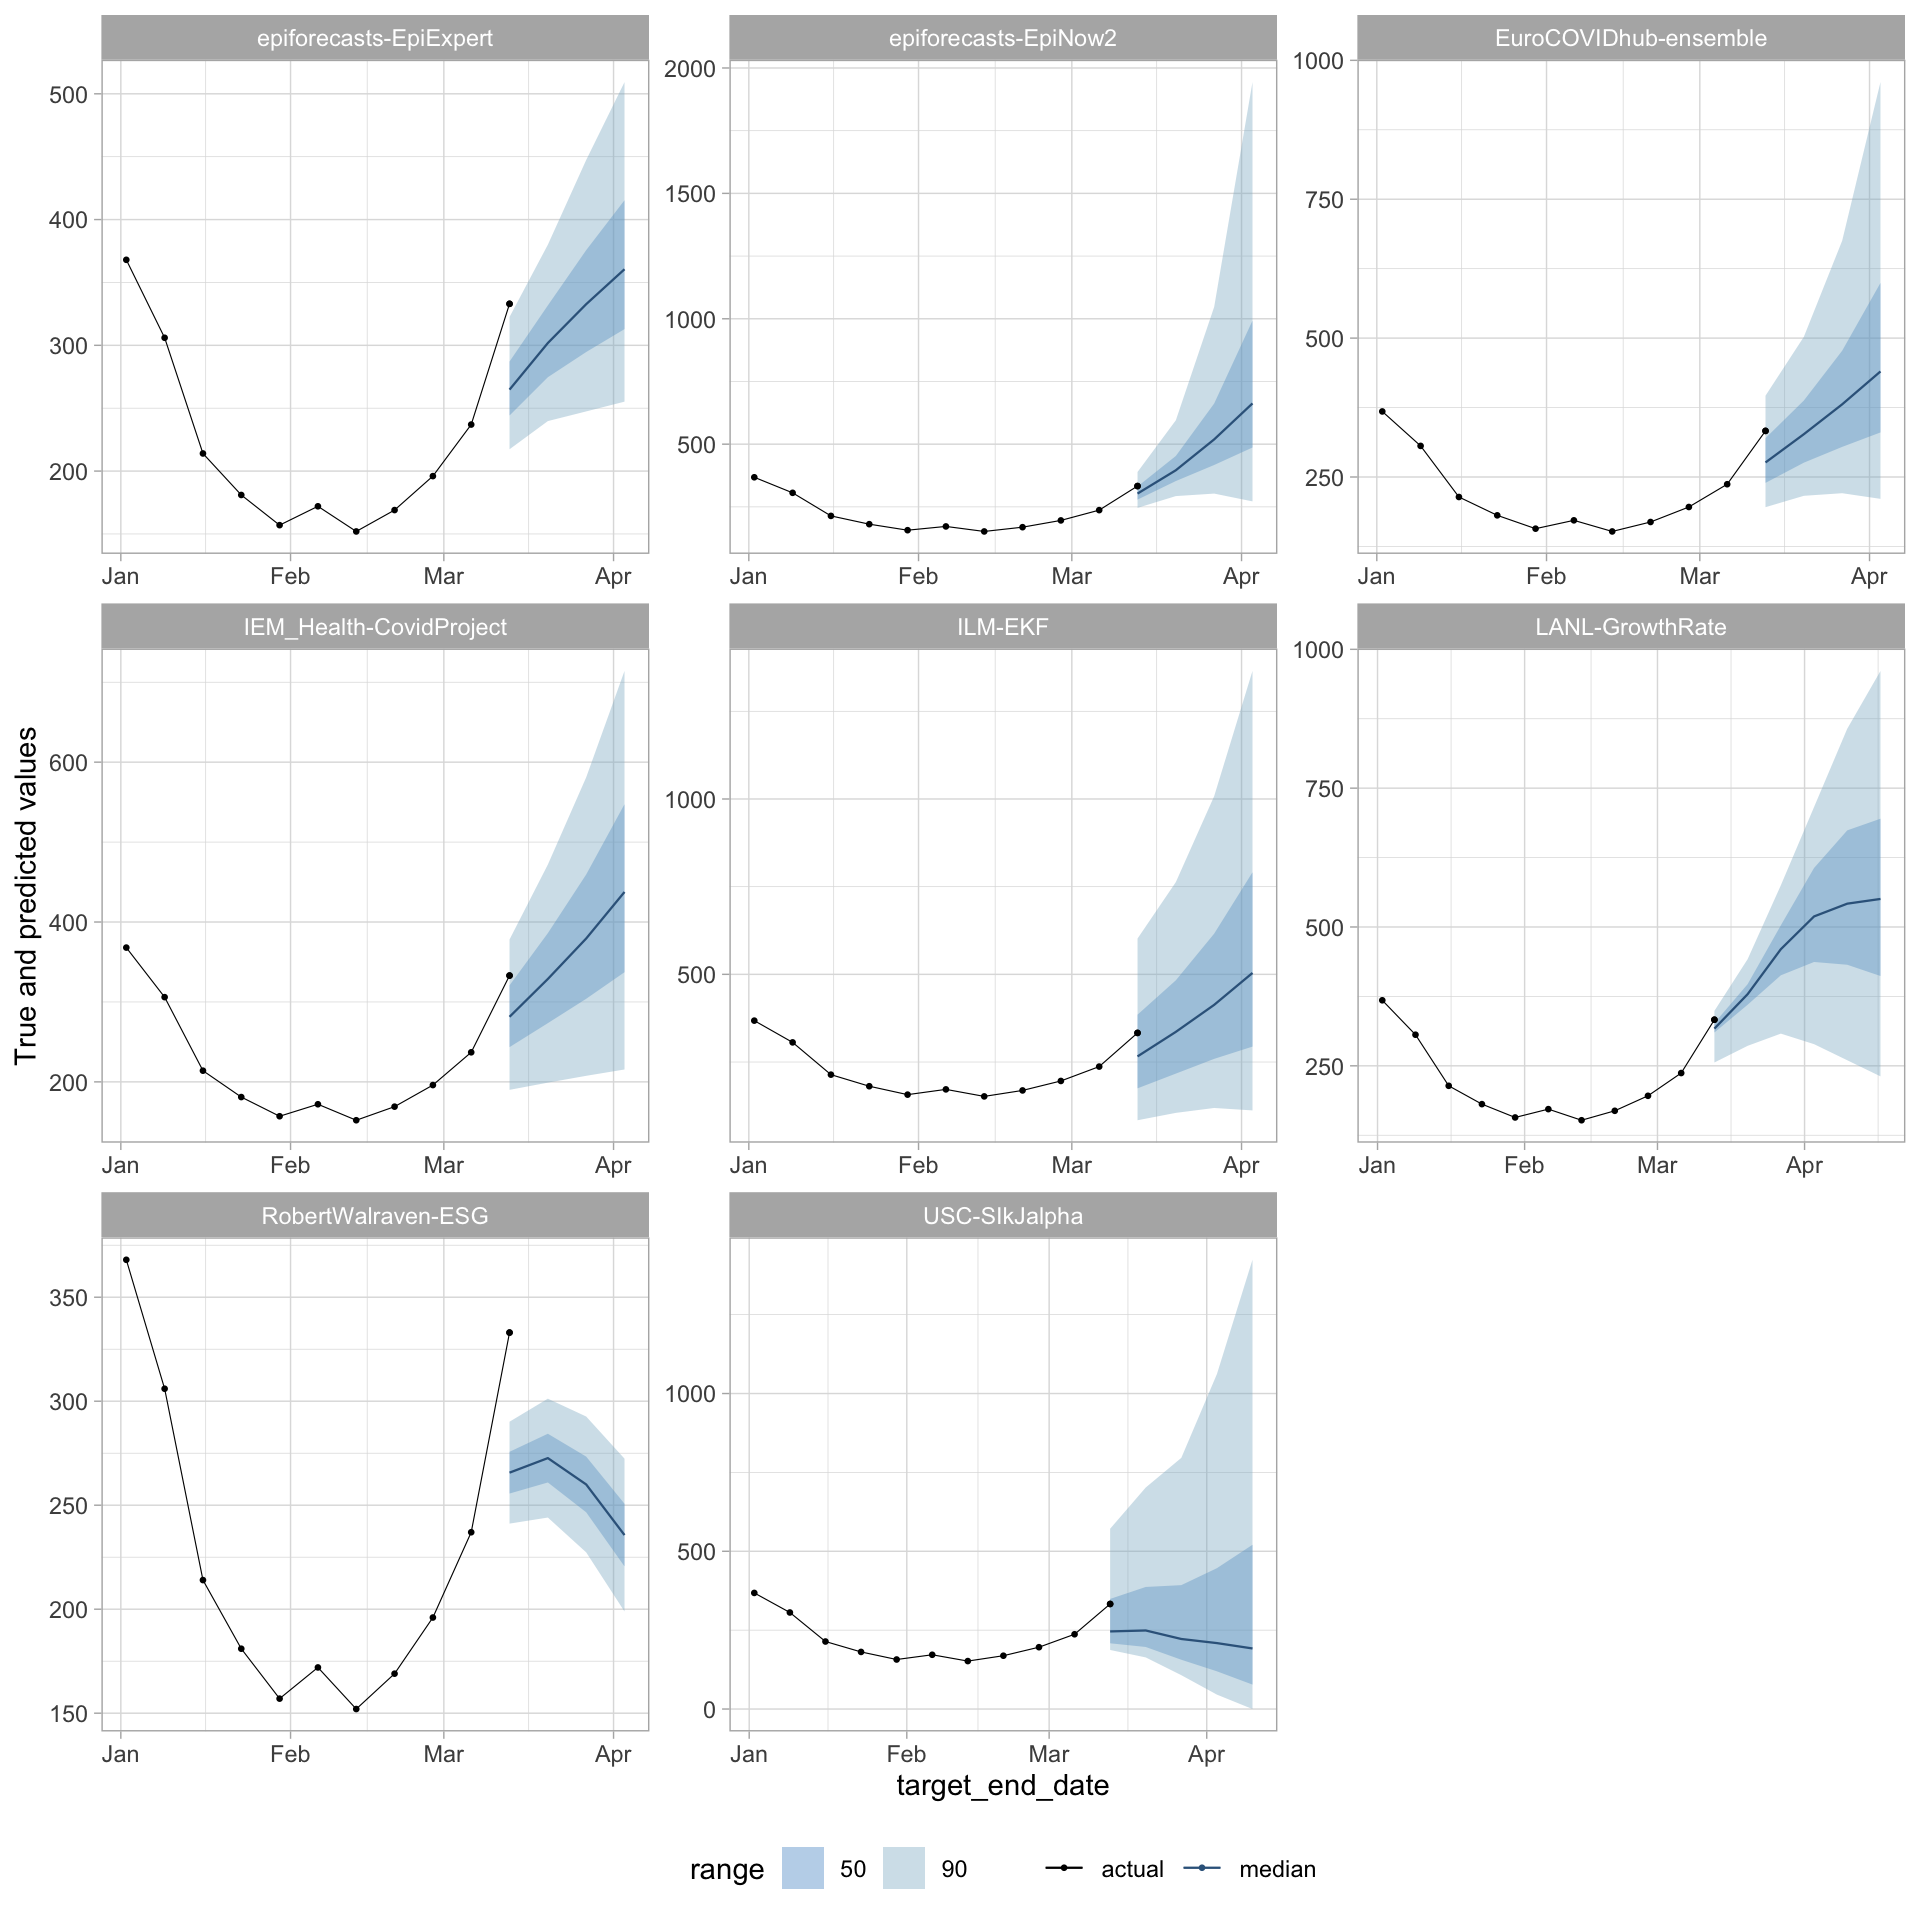 epiforecasts-EpiExpert
epiforecasts-EpiNow2
EuroCOVIDhub-ensemble
500
400
300
200
2000
1500
1000
500
1000
750
500
250
Jan Feb Mar Apr
Jan Feb Mar Apr
Jan Feb Mar Apr
IEM_Health-CovidProject
ILM-EKF
LANL-GrowthRate
True and predicted values
600
400
200
1000
500
1000
750
500
250
Jan Feb Mar Apr
Jan Feb Mar Apr
Jan Feb Mar Apr
RobertWalraven-ESG
USC-SIkJalpha
350
300
250
200
150
1000
500
0
Jan Feb Mar Apr
Jan Feb Mar Apr
target_end_date
range 50 90 actual median